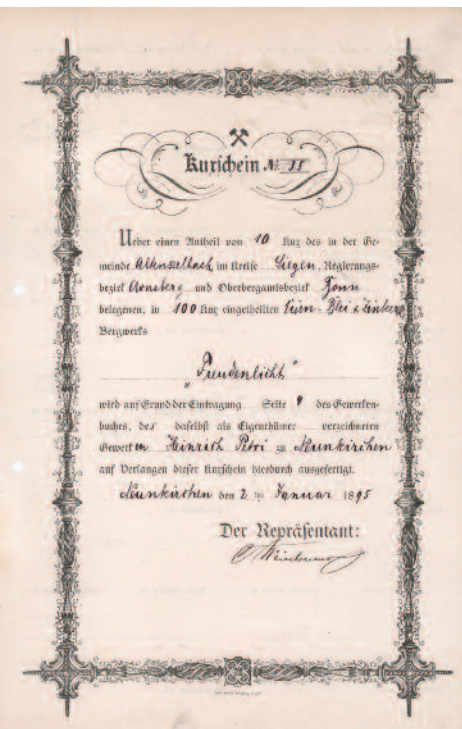 Kuxschein No. 11
Ueber einen Antheil von 10 Kux des in der Ge-
meinde Altenseelbach im Kreise Siegen, Regierungs-
bezirk Arnsberg und Oberbergamtsbezirk Bonn
belegenen, in 100 Kux eingetheilten Eisen- Blei & Zinkerz
Bergwerks
„Freudenlicht"
wird auf Grund der Eintragung Seite 9 des Gewerken-
buches, des daselbst als Eigenthümer verzeichneten
Gewerken Heinrich Petri zu Neunkirchen
auf Verlangen dieser Kuxschein hierdurch ausgefertigt.
Neunkirchen den 2 ten Januar 1895
Der Repräsentant: